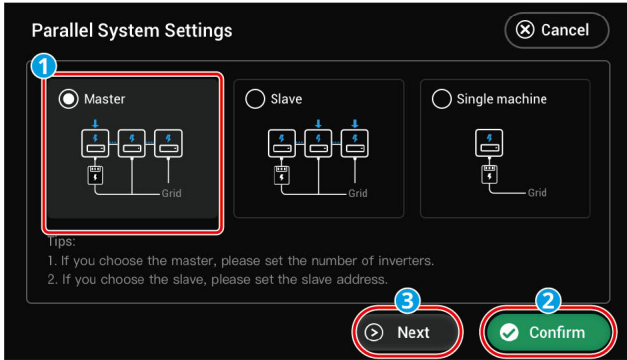 Parallel System Settings
Cancel
1
Master
Slave
Single machine
Grid
Grid
Grid
Tips:
1. If you choose the master, please set the number of inverters.
2. If you choose the slave, please set the slave address.
3
2
Next
Confirm